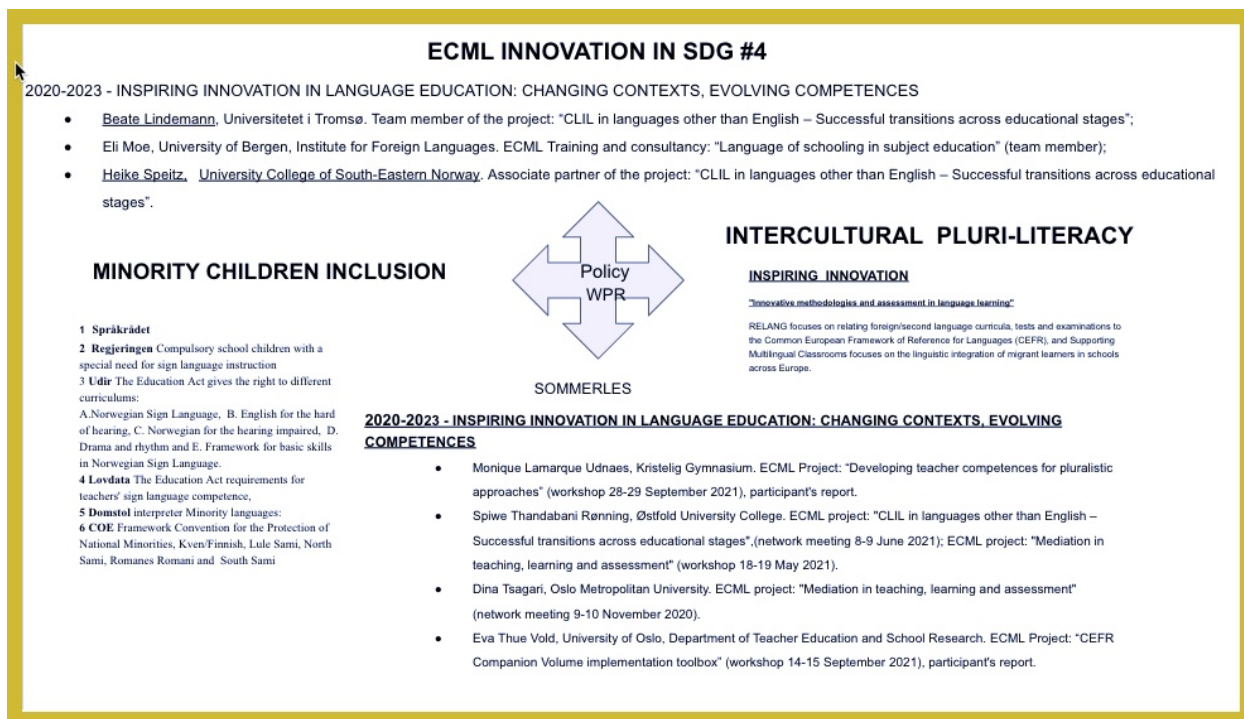 ECML INNOVATION IN SDG #4
2020-2023 - INSPIRING INNOVATION IN LANGUAGE EDUCATION: CHANGING CONTEXTS, EVOLVING COMPETENCES
● Beate Lindemann, Universitetet i Tromsø. Team member of the project: “CLIL in languages other than English – Successful transitions across educational stages”;
● Eli Moe, University of Bergen, Institute for Foreign Languages. ECML Training and consultancy: “Language of schooling in subject education” (team member);
● Heike Speitz, University College of South-Eastern Norway. Associate partner of the project: “CLIL in languages other than English – Successful transitions across educational
stages”.
MINORITY CHILDREN INCLUSION
1 Språkrådet
2 Regjeringen Compulsory school children with a
special need for sign language instruction
3 Udir The Education Act gives the right to different
curriculums:
A.Norwegian Sign Language, B. English for the hard
of hearing, C. Norwegian for the hearing impaired, D.
Drama and rhythm and E. Framework for basic skills
in Norwegian Sign Language.
4 Lovdata The Education Act requirements for
teachers' sign language competence,
5 Domstol interpreter Minority languages:
6 COE Framework Convention for the Protection of
National Minorities, Kven/Finnish, Lule Sami, North
Sami, Romanes Romani and South Sami
Policy
WPR
INTERCULTURAL PLURI-LITERACY
INSPIRING INNOVATION
"Innovative methodologies and assessment in language learning"
RELANG focuses on relating foreign/second language curricula, tests and examinations to
the Common European Framework of Reference for Languages (CEFR), and Supporting
Multilingual Classrooms focuses on the linguistic integration of migrant learners in schools
across Europe.
SOMMERLES
2020-2023 - INSPIRING INNOVATION IN LANGUAGE EDUCATION: CHANGING CONTEXTS, EVOLVING
COMPETENCES
● Monique Lamarque Udnaes, Kristelig Gymnasium. ECML Project: “Developing teacher competences for pluralistic
approaches” (workshop 28-29 September 2021), participant's report.
● Spiwe Thandabani Rønning, Østfold University College. ECML project: "CLIL in languages other than English –
Successful transitions across educational stages",(network meeting 8-9 June 2021); ECML project: "Mediation in
teaching, learning and assessment" (workshop 18-19 May 2021).
● Dina Tsagari, Oslo Metropolitan University. ECML project: "Mediation in teaching, learning and assessment"
(network meeting 9-10 November 2020).
● Eva Thue Vold, University of Oslo, Department of Teacher Education and School Research. ECML Project: “CEFR
Companion Volume implementation toolbox” (workshop 14-15 September 2021), participant's report.